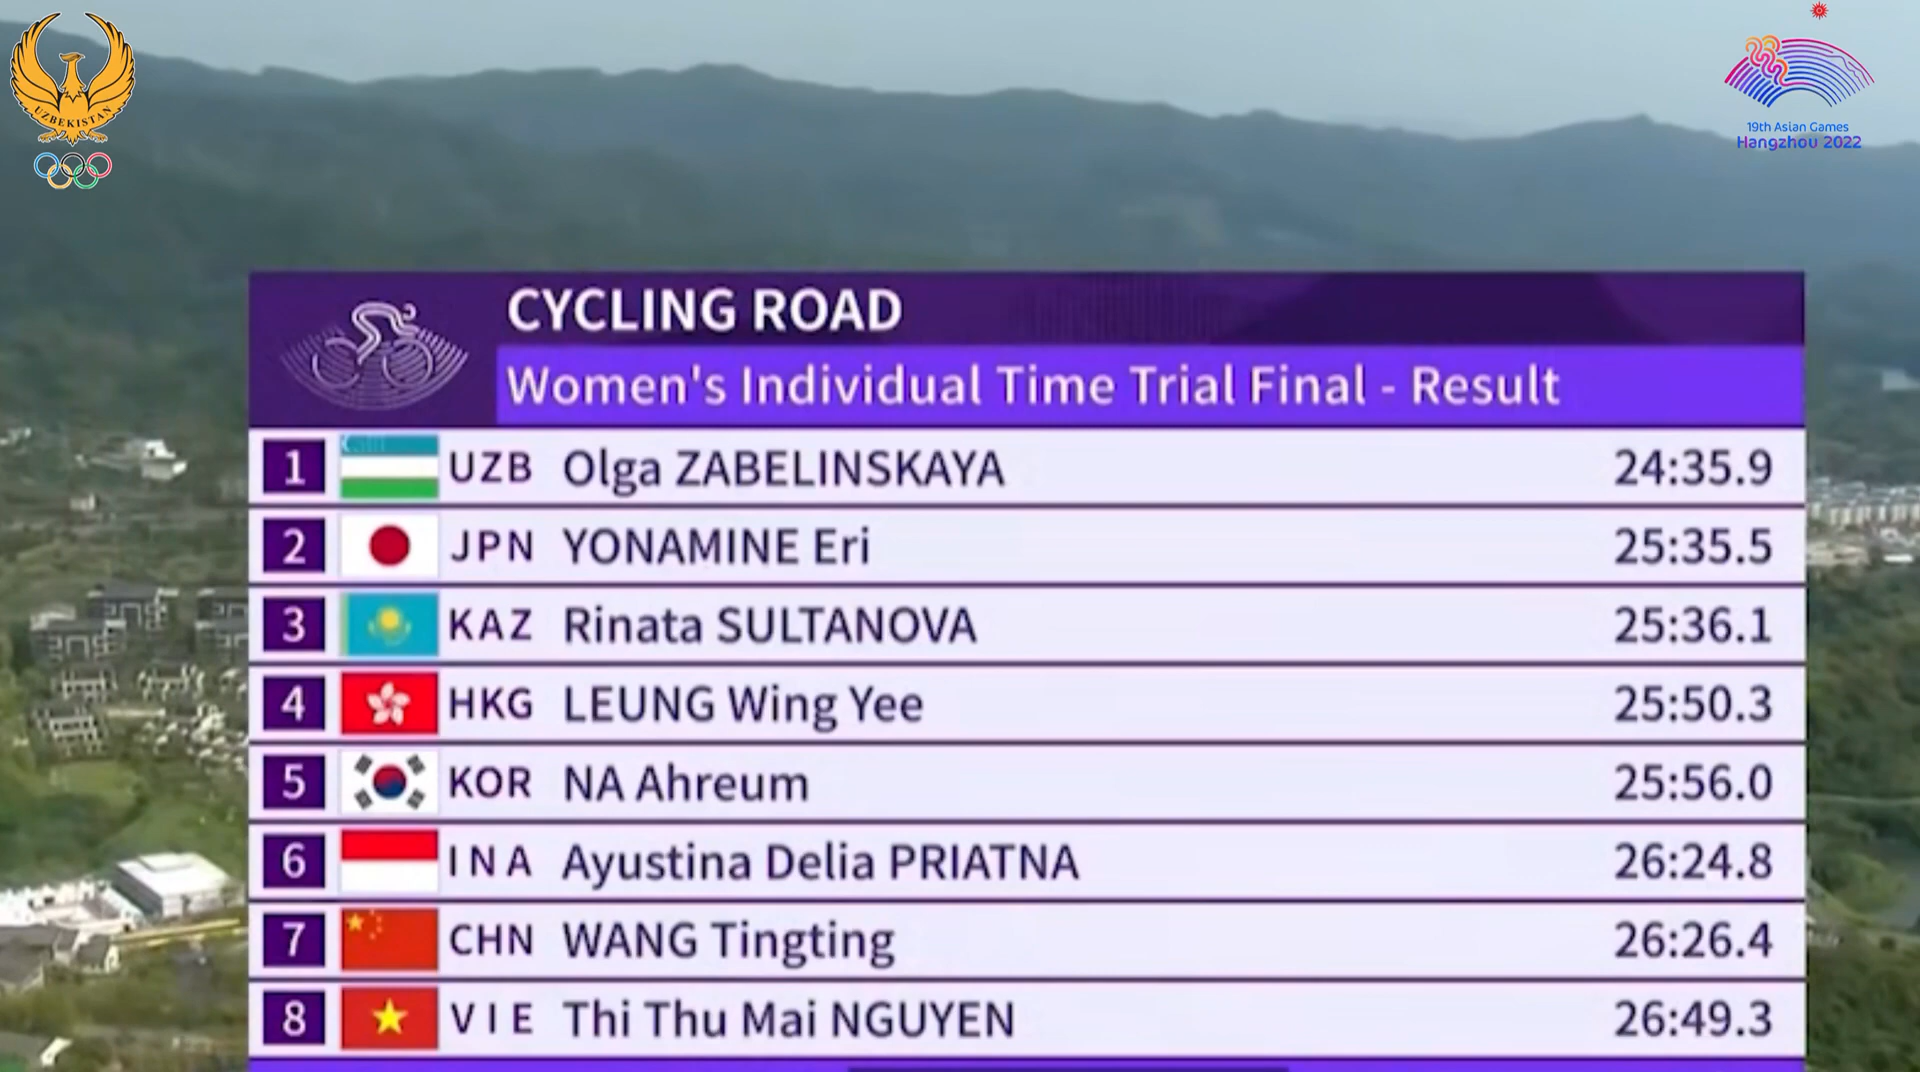 UZBEKISTAN
19th Asian Games
Hangzhou 2022
CYCLING ROAD
Women's Individual Time Trial Final - Result
1 UZB Olga ZABELINSKAYA 24:35.9
2 JPN YONAMINE Eri 25:35.5
3 KAZ Rinata SULTANOVA 25:36.1
4 HKG LEUNG Wing Yee 25:50.3
5 KOR NA Ahreum 25:56.0
6 INA Ayustina Delia PRIATNA 26:24.8
7 CHN WANG Tingting 26:26.4
8 VIE Thi Thu Mai NGUYEN 26:49.3